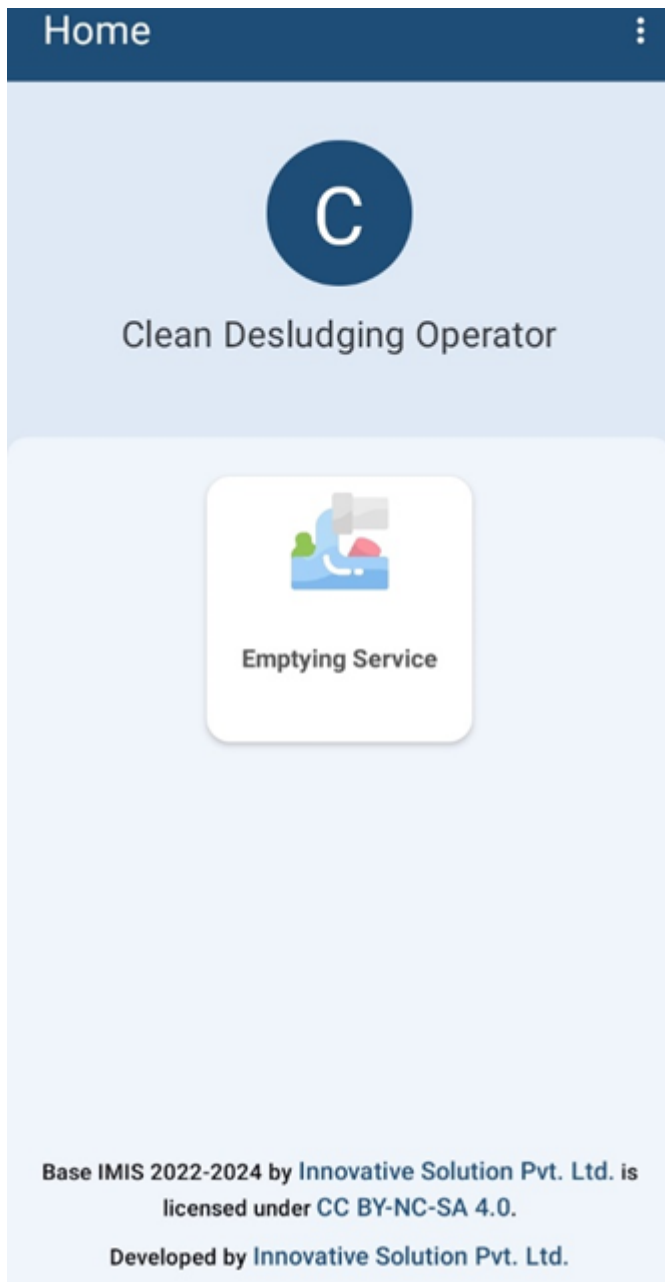 Home
C
Clean Desludging Operator
Emptying Service
Base IMIS 2022-2024 by Innovative Solution Pvt. Ltd. is
licensed under CC BY-NC-SA 4.0.
Developed by Innovative Solution Pvt. Ltd.